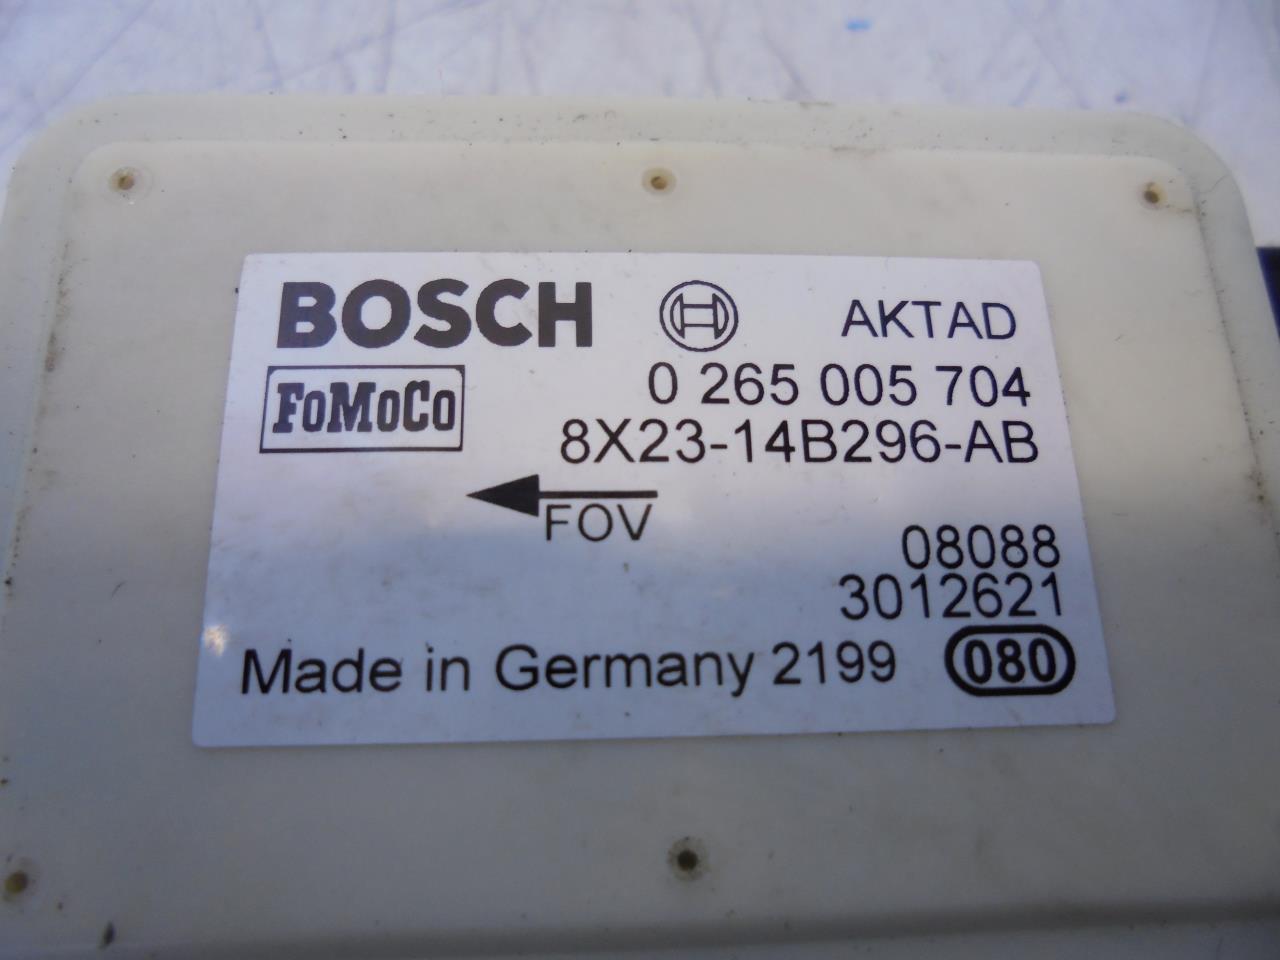 BOSCH AKTAD
FoMoCo 0 265 005 704
8X23-14B296-AB
FOV
08088
3012621
Made in Germany 2199 080